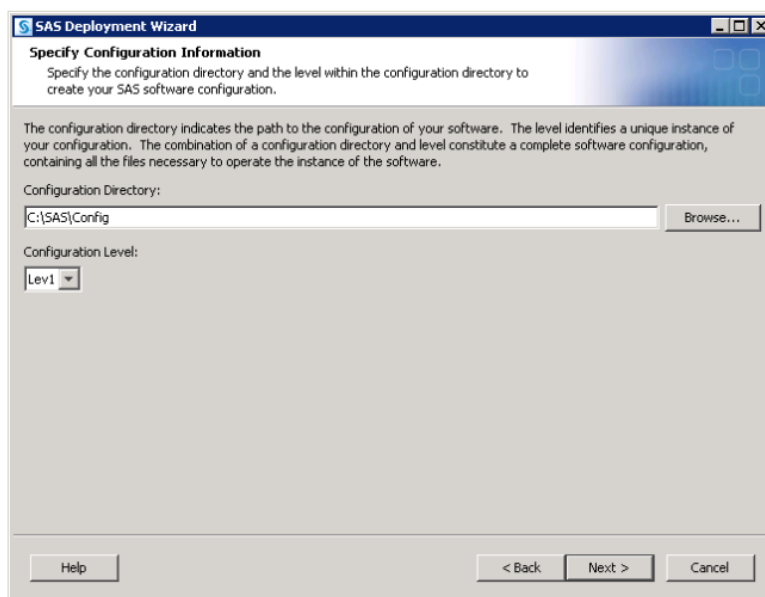 SAS Deployment Wizard
Specify Configuration Information
Specify the configuration directory and the level within the configuration directory to
create your SAS software configuration.
The configuration directory indicates the path to the configuration of your software. The level identifies a unique instance of
your configuration. The combination of a configuration directory and level constitute a complete software configuration,
containing all the files necessary to operate the instance of the software.
Configuration Directory:
C:\SAS\Config
Browse...
Configuration Level:
Lev1
Help
< Back
Next >
Cancel